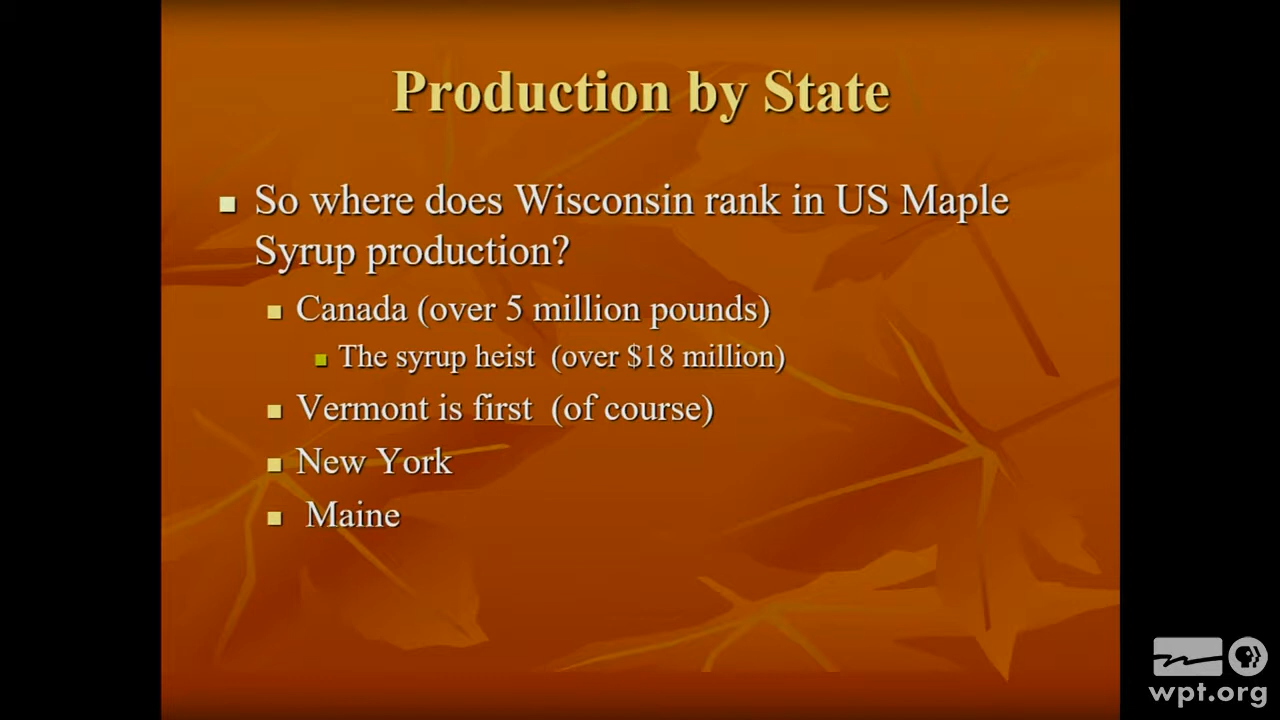 Production by State
So where does Wisconsin rank in US Maple
Syrup production?
Canada (over 5 million pounds)
The syrup heist (over $18 million)
Vermont is first (of course)
New York
Maine
wpt.org